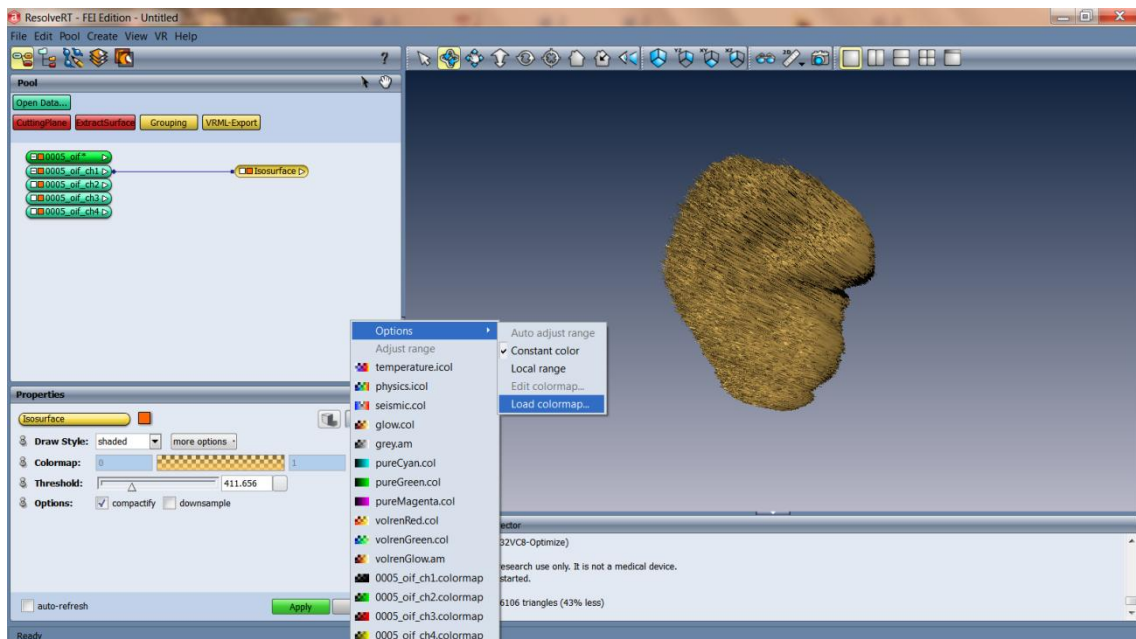 ResolveRT - FEI Edition - Untitled
File Edit Pool Create View VR Help
?
Pool
Open Data...
CuttingPlane ExtractSurface Grouping VRML-Export
0005_oif*
0005_oif_ch1 Isosurface
0005_oif_ch2
0005_oif_ch3
0005_oif_ch4
Options
Adjust range
temperature.icol
physics.icol
seismic.col
glow.col
grey.am
pureCyan.col
pureGreen.col
pureMagenta.col
volrenRed.col
volrenGreen.col
volrenGlow.am
0005_oif_ch1.colormap
0005_oif_ch2.colormap
0005_oif_ch3.colormap
0005_oif_ch4.colormap
Auto adjust range
Constant color
Local range
Edit colormap...
Load colormap...
Properties
Isosurface
Draw Style: shaded more options
Colormap: 0 1
Threshold: 411.656
Options: compactify downsample
auto-refresh Apply
ector
32VC8-Optimize)
esearch use only. It is not a medical device.
started.
6106 triangles (43% less)
Ready